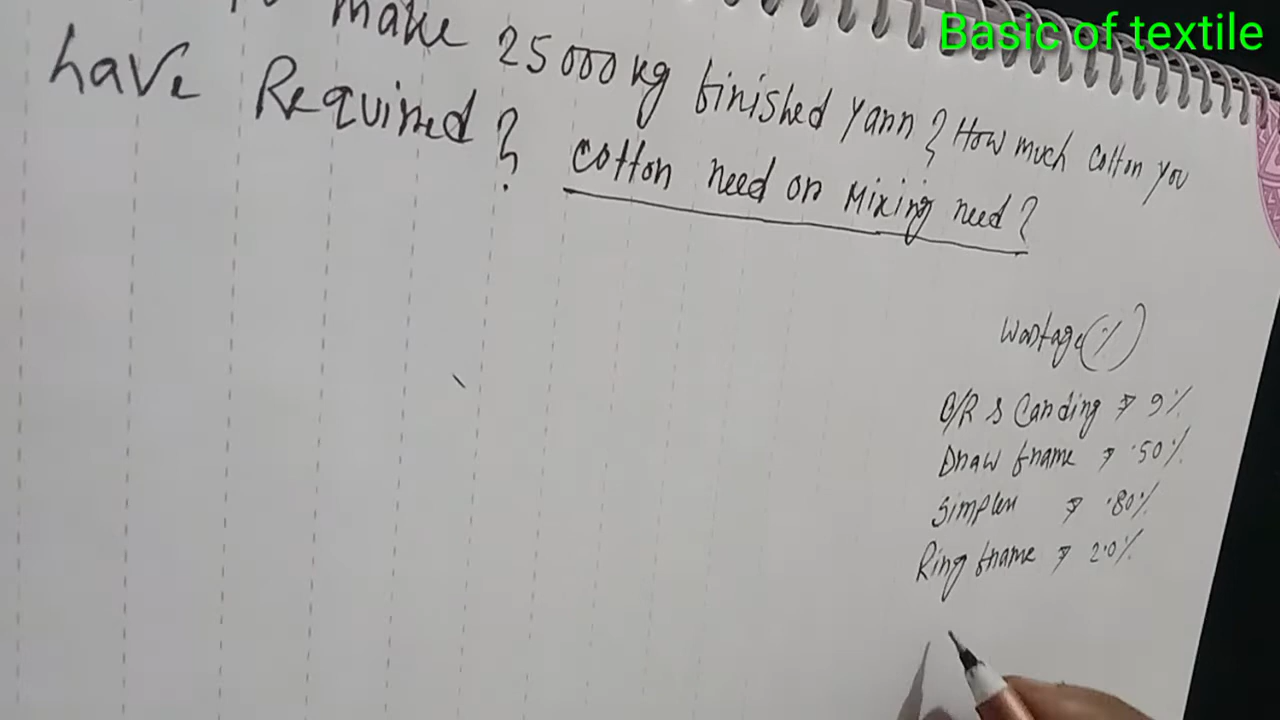 Basic of textile
make 25000 kg finished Yarn? How much cotton you
have Required?
cotton need or Mixing need?
Wastage(%)
B/R & Carding → 9%
Draw frame → .50%
Simplex → .80%
Ring frame → 2.0%